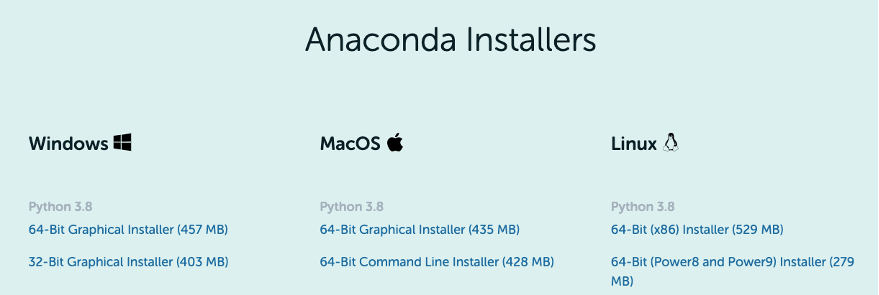 Anaconda Installers
Windows
MacOS
Linux
Python 3.8
64-Bit Graphical Installer (457 MB)
32-Bit Graphical Installer (403 MB)
Python 3.8
64-Bit Graphical Installer (435 MB)
64-Bit Command Line Installer (428 MB)
Python 3.8
64-Bit (x86) Installer (529 MB)
64-Bit (Power8 and Power9) Installer (279
MB)